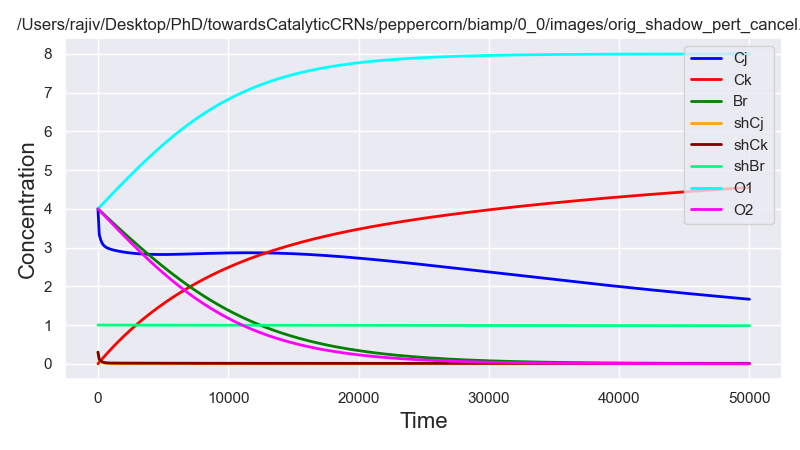 /Users/rajiv/Desktop/PhD/towardsCatalyticCRNs/peppercorn/biamp/0_0/images/orig_shadow_pert_cancel.
8
7
6
5
4
3
2
1
0
Concentration
Cj
Ck
Br
shCj
shCk
shBr
O1
O2
0 10000 20000 30000 40000 50000
Time